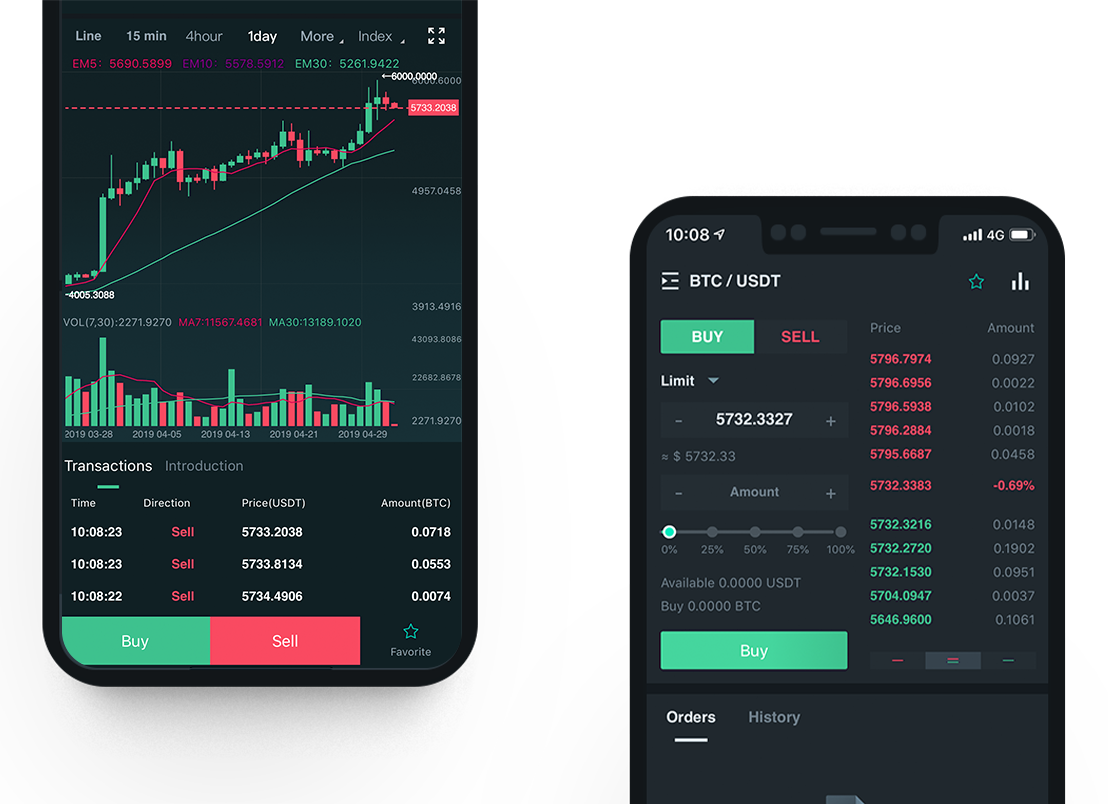 Line 15 min 4hour 1day More Index
EM5: 5690.5899 EM10: 5578.5912 EM30: 5261.9422
←6000.0000
6000.6000
5733.2038
4957.0458
4005.3088
3913.4916
VOL(7,30):2271.9270 MA7:11567.4681 MA30:13189.1020
43093.8086
22682.8678
2271.9270
2019 03-28 2019 04-05 2019 04-13 2019 04-21 2019 04-29
Transactions Introduction
Time Direction Price(USDT) Amount(BTC)
10:08:23 Sell 5733.2038 0.0718
10:08:23 Sell 5733.8134 0.0553
10:08:22 Sell 5734.4906 0.0074
Buy Sell Favorite
10:08 4G
BTC / USDT
BUY SELL
Limit
- 5732.3327 +
≈ $ 5732.33
- Amount +
0% 25% 50% 75% 100%
Available 0.0000 USDT
Buy 0.0000 BTC
Buy
Price Amount
5796.7974 0.0927
5796.6956 0.0022
5796.5938 0.0102
5796.2884 0.0018
5795.6687 0.0458
5732.3383 -0.69%
5732.3216 0.0148
5732.2720 0.1902
5732.1530 0.0951
5704.0947 0.0037
5646.9600 0.1061
Orders History